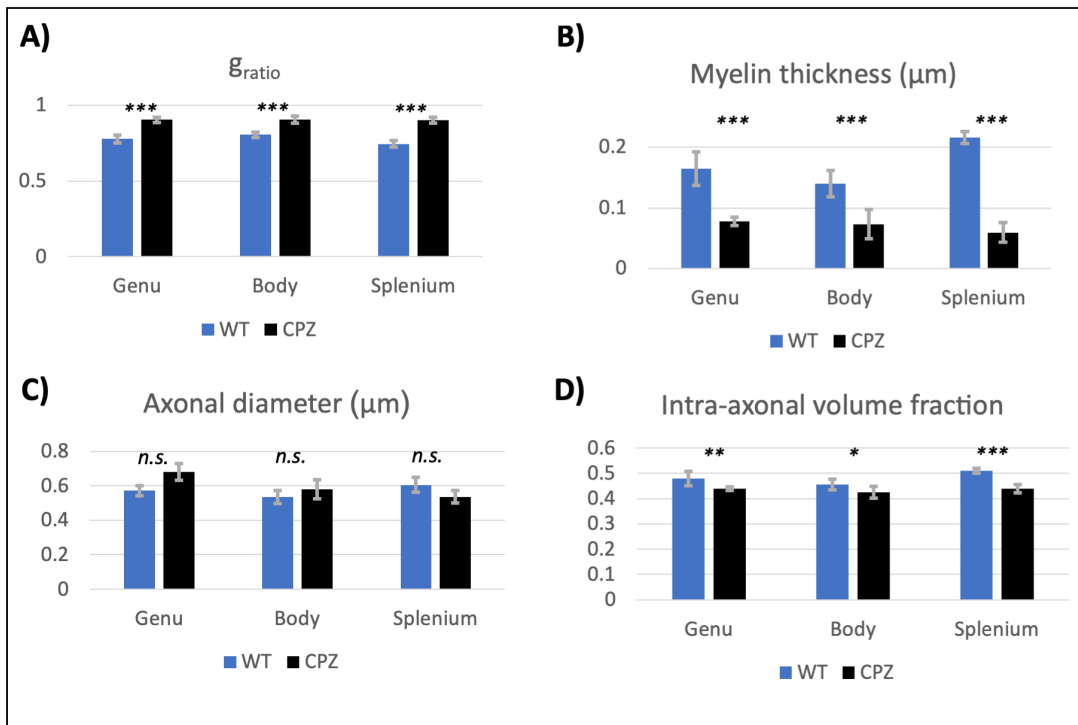 A)
g_ratio
1
0.5
0
***
***
***
Genu Body Splenium
WT CPZ
B)
Myelin thickness (µm)
0.2
0.1
0
***
***
***
Genu Body Splenium
WT CPZ
C)
Axonal diameter (µm)
0.8
0.6
0.4
0.2
0
n.s.
n.s.
n.s.
Genu Body Splenium
WT CPZ
D)
Intra-axonal volume fraction
0.6
0.5
0.4
0.3
0.2
0.1
0
**
*
***
Genu Body Splenium
WT CPZ